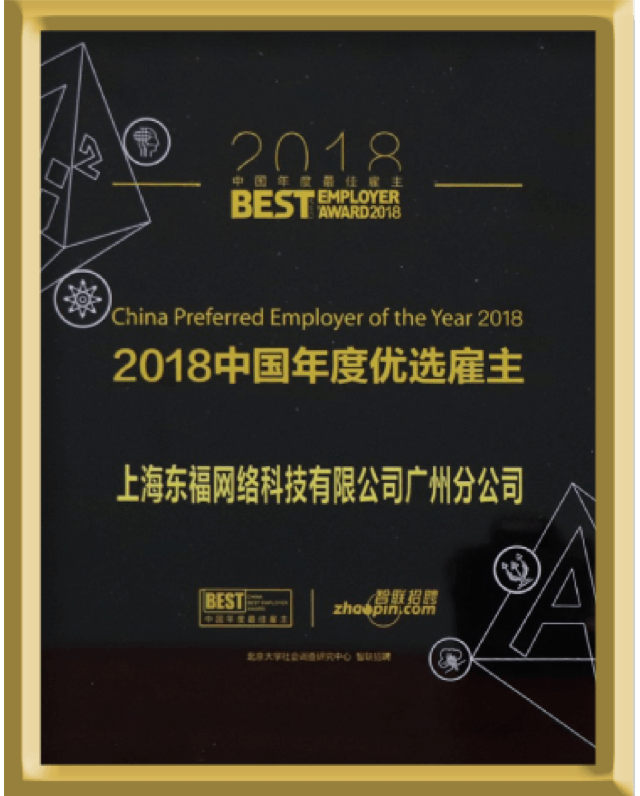 2018
中国年度最佳雇主
BEST EMPLOYER
AWARD2018
China Preferred Employer of the Year 2018
2018中国年度优选雇主
上海东福网络科技有限公司广州分公司
BEST China
BEST EMPLOYER
AWARD
中国年度最佳雇主
智联招聘
zhaopin.com
北京大学社会调查研究中心 智联招聘
A